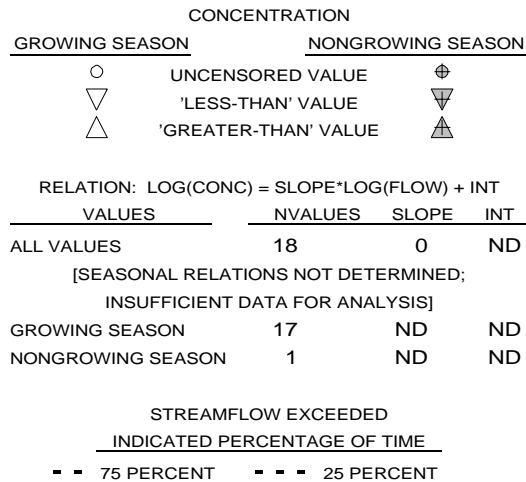 CONCENTRATION
GROWING SEASON NONGROWING SEASON
UNCENSORED VALUE
'LESS-THAN' VALUE
'GREATER-THAN' VALUE
RELATION: LOG(CONC) = SLOPE*LOG(FLOW) + INT
VALUES NVALUES SLOPE INT
ALL VALUES 18 0 ND
[SEASONAL RELATIONS NOT DETERMINED;
INSUFFICIENT DATA FOR ANALYSIS]
GROWING SEASON 17 ND ND
NONGROWING SEASON 1 ND ND
STREAMFLOW EXCEEDED
INDICATED PERCENTAGE OF TIME
75 PERCENT 25 PERCENT